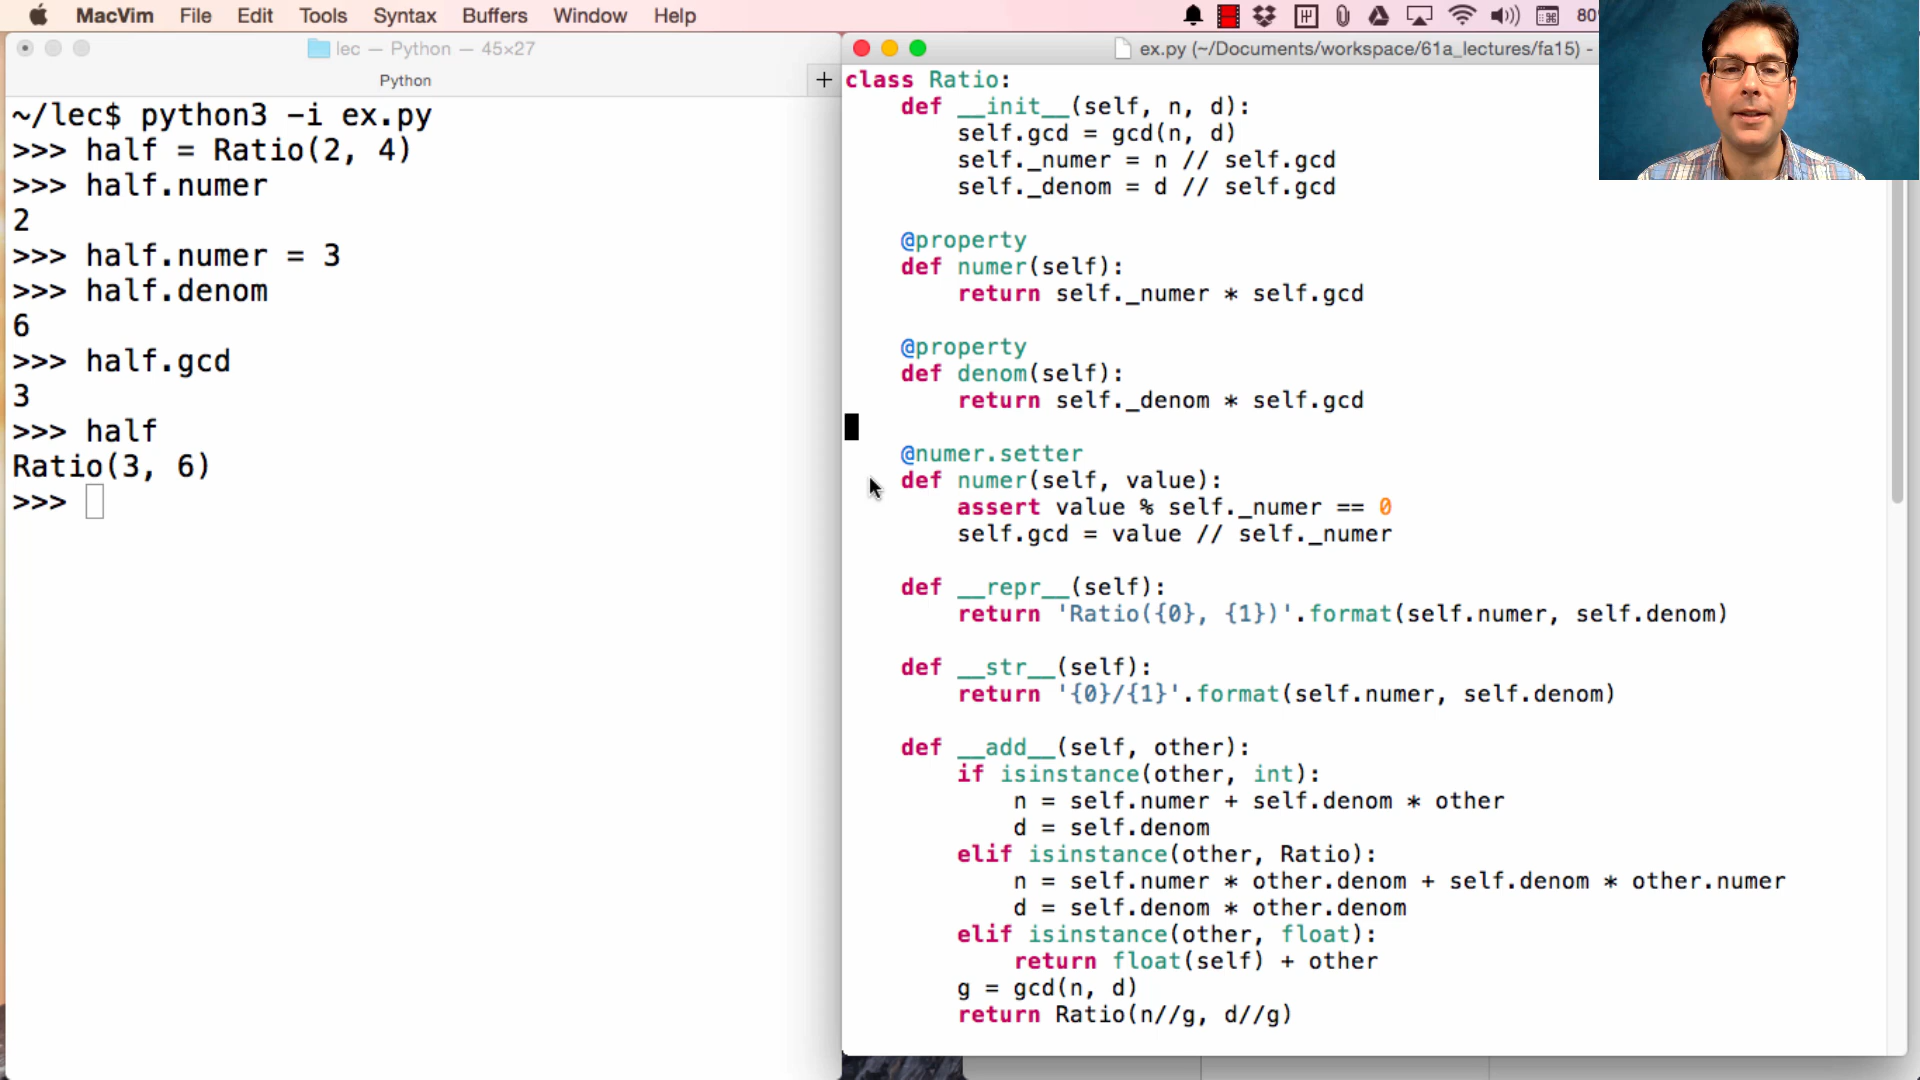 MacVim File Edit Tools Syntax Buffers Window Help
lec — Python — 45×27
Python
~/lec$ python3 -i ex.py
>>> half = Ratio(2, 4)
>>> half.numer
2
>>> half.numer = 3
>>> half.denom
6
>>> half.gcd
3
>>> half
Ratio(3, 6)
>>>
80
ex.py (~/Documents/workspace/61a_lectures/fa15) -
class Ratio:
    def __init__(self, n, d):
        self.gcd = gcd(n, d)
        self._numer = n // self.gcd
        self._denom = d // self.gcd
    @property
    def numer(self):
        return self._numer * self.gcd
    @property
    def denom(self):
        return self._denom * self.gcd
    @numer.setter
    def numer(self, value):
        assert value % self._numer == 0
        self.gcd = value // self._numer
    def __repr__(self):
        return 'Ratio({0}, {1})'.format(self.numer, self.denom)
    def __str__(self):
        return '{0}/{1}'.format(self.numer, self.denom)
    def __add__(self, other):
        if isinstance(other, int):
            n = self.numer + self.denom * other
            d = self.denom
        elif isinstance(other, Ratio):
            n = self.numer * other.denom + self.denom * other.numer
            d = self.denom * other.denom
        elif isinstance(other, float):
            return float(self) + other
        g = gcd(n, d)
        return Ratio(n//g, d//g)